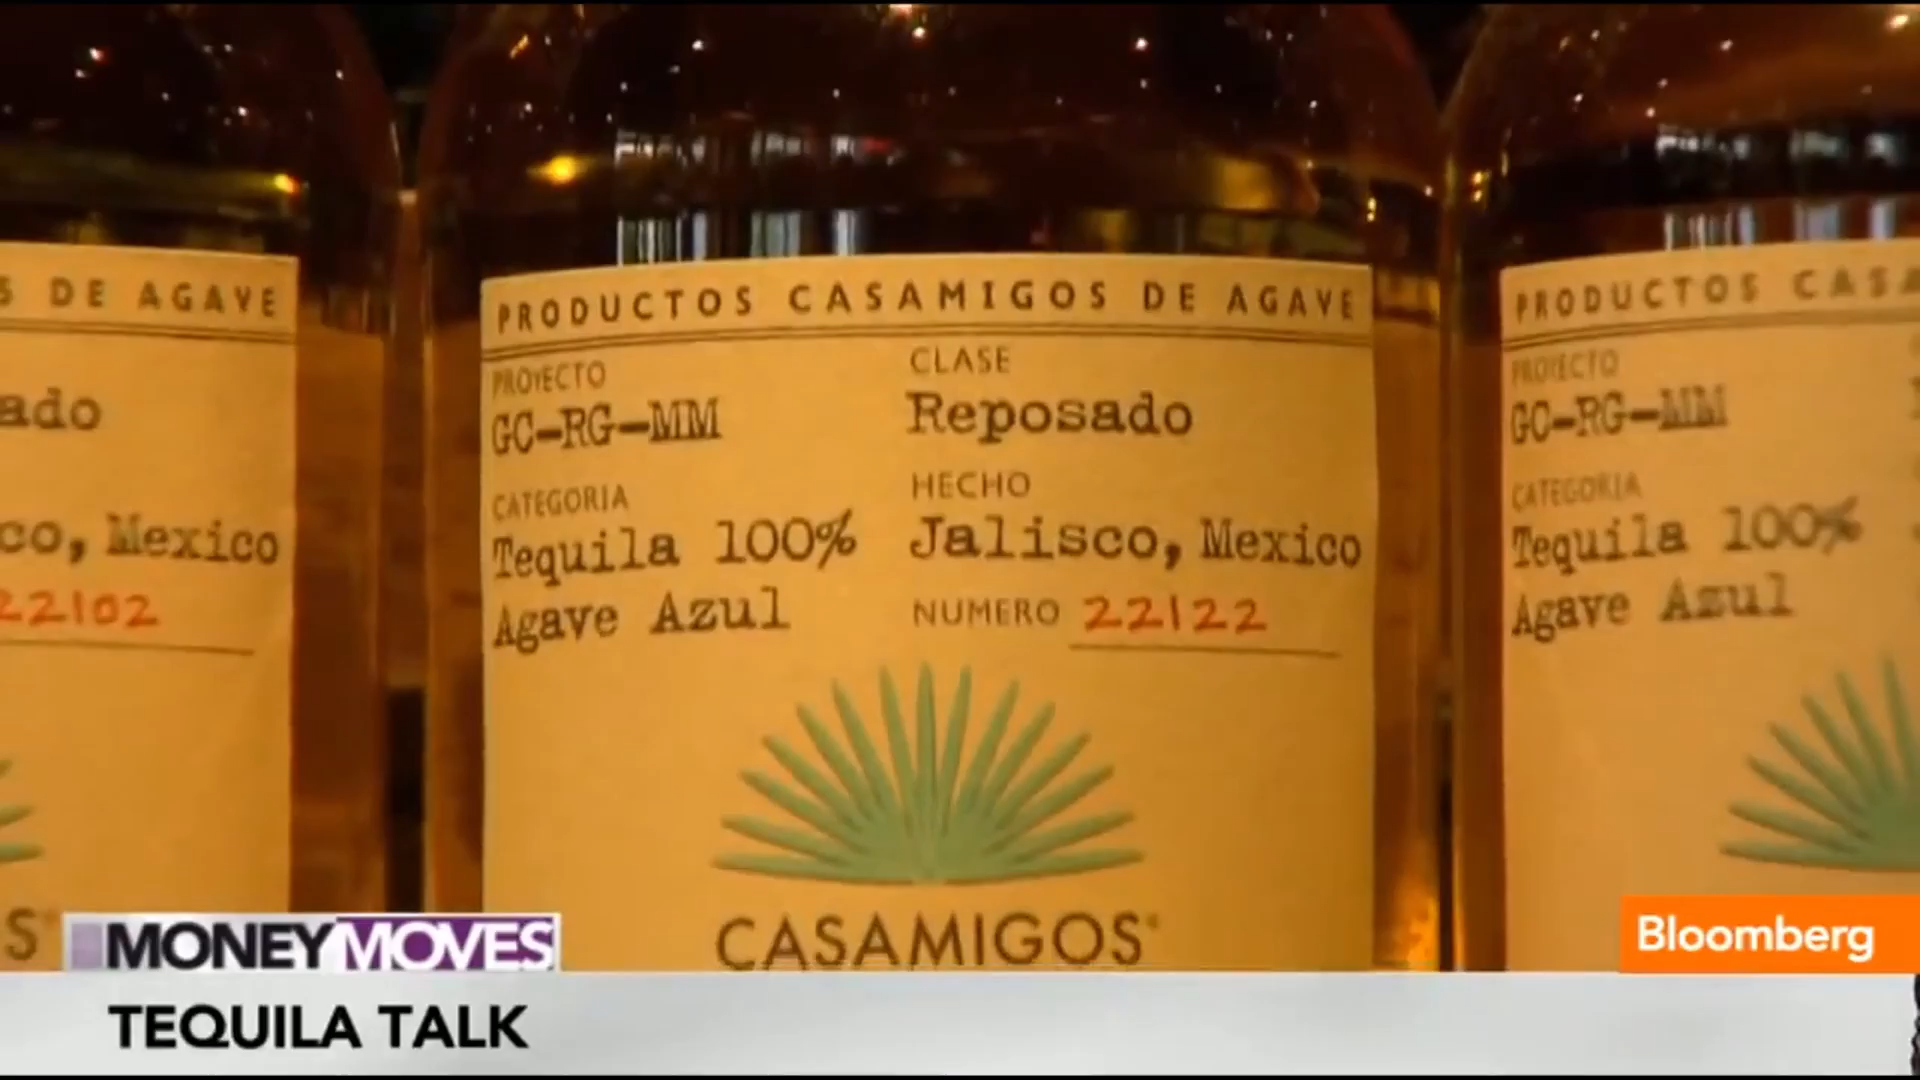 S DE AGAVE
ado
co, Mexico
22102
S
PRODUCTOS CASAMIGOS DE AGAVE
PROYECTO
GC-RG-MM
CLASE
Reposado
CATEGORIA
Tequila 100%
Agave Azul
HECHO
Jalisco, Mexico
NUMERO 22122
CASAMIGOS®
PRODUCTOS CASA
PROYECTO
GC-RG-MM
CATEGORIA
Tequila 100%
Agave Azul
MONEYMOVES
Bloomberg
TEQUILA TALK